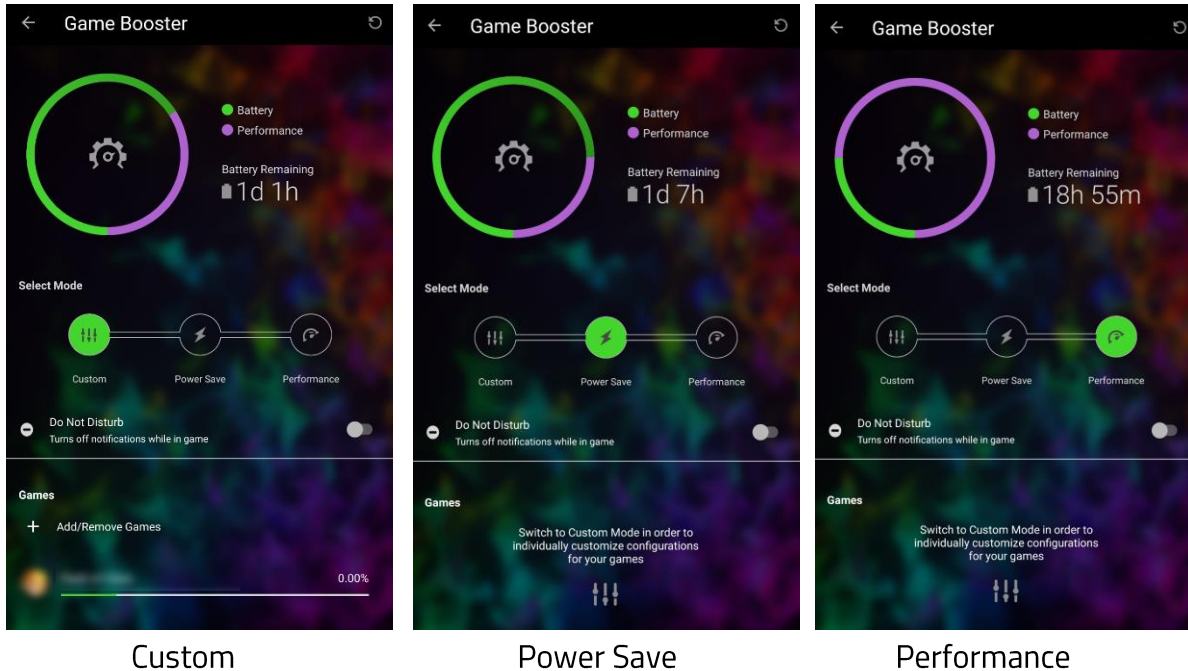 Game Booster
Battery
Performance
Battery Remaining
1d 1h
Select Mode
Custom
Power Save
Performance
Do Not Disturb
Turns off notifications while in game
Games
Add/Remove Games
0.00%
Custom
Game Booster
Battery
Performance
Battery Remaining
1d 7h
Select Mode
Custom
Power Save
Performance
Do Not Disturb
Turns off notifications while in game
Games
Switch to Custom Mode in order to
individually customize configurations
for your games
Power Save
Game Booster
Battery
Performance
Battery Remaining
18h 55m
Select Mode
Custom
Power Save
Performance
Do Not Disturb
Turns off notifications while in game
Games
Switch to Custom Mode in order to
individually customize configurations
for your games
Performance